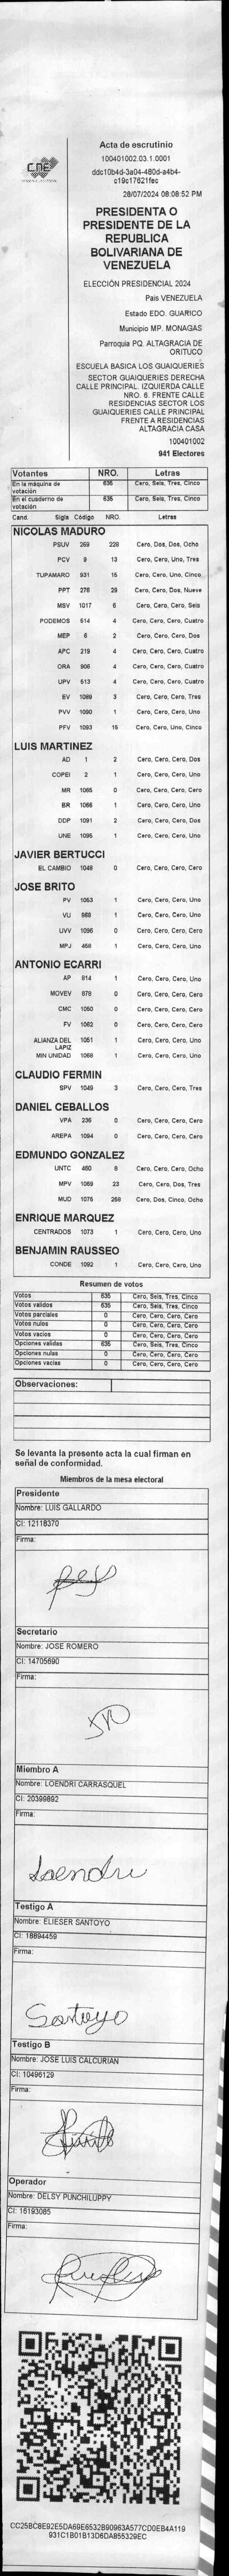 CNE
Acta de escrutinio
100401002.03.1.0001
ddc10b4d-3a04-480d-a4b4-
c19c17621fec
28/07/2024 08:08:52 PM
PRESIDENTA O
PRESIDENTE DE LA
REPUBLICA
BOLIVARIANA DE
VENEZUELA
ELECCIÓN PRESIDENCIAL 2024
Pais VENEZUELA
Estado EDO. GUARICO
Municipio MP. MONAGAS
Parroquia PQ. ALTAGRACIA DE
ORITUCO
ESCUELA BASICA LOS GUAIQUERIES
SECTOR GUAIQUERIES DERECHA
CALLE PRINCIPAL. IZQUIERDA CALLE
NRO. 6. FRENTE CALLE
RESIDENCIAS SECTOR LOS
GUAIQUERIES CALLE PRINCIPAL
FRENTE A RESIDENCIAS
ALTAGRACIA CASA
100401002
941 Electores
Votantes NRO. Letras
En la máquina de votación 635 Cero, Seis, Tres, Cinco
En el cuaderno de votación 635 Cero, Seis, Tres, Cinco
Cand. Sigla Código NRO. Letras
NICOLAS MADURO
PSUV 269 228 Cero, Dos, Dos, Ocho
PCV 9 13 Cero, Cero, Uno, Tres
TUPAMARO 931 15 Cero, Cero, Uno, Cinco
PPT 276 29 Cero, Cero, Dos, Nueve
MSV 1017 6 Cero, Cero, Cero, Seis
PODEMOS 514 4 Cero, Cero, Cero, Cuatro
MEP 6 2 Cero, Cero, Cero, Dos
APC 219 4 Cero, Cero, Cero, Cuatro
ORA 906 4 Cero, Cero, Cero, Cuatro
UPV 513 4 Cero, Cero, Cero, Cuatro
EV 1089 3 Cero, Cero, Cero, Tres
PVV 1090 1 Cero, Cero, Cero, Uno
PFV 1093 15 Cero, Cero, Uno, Cinco
LUIS MARTINEZ
AD 1 2 Cero, Cero, Cero, Dos
COPEI 2 1 Cero, Cero, Cero, Uno
MR 1065 0 Cero, Cero, Cero, Cero
BR 1066 1 Cero, Cero, Cero, Uno
DDP 1091 2 Cero, Cero, Cero, Dos
UNE 1095 1 Cero, Cero, Cero, Uno
JAVIER BERTUCCI
EL CAMBIO 1048 0 Cero, Cero, Cero, Cero
JOSE BRITO
PV 1053 1 Cero, Cero, Cero, Uno
VU 988 1 Cero, Cero, Cero, Uno
UVV 1096 0 Cero, Cero, Cero, Cero
MPJ 458 1 Cero, Cero, Cero, Uno
ANTONIO ECARRI
AP 814 1 Cero, Cero, Cero, Uno
MOVEV 878 0 Cero, Cero, Cero, Cero
CMC 1050 0 Cero, Cero, Cero, Cero
FV 1062 0 Cero, Cero, Cero, Cero
ALIANZA DEL LAPIZ 1051 1 Cero, Cero, Cero, Uno
MIN UNIDAD 1068 1 Cero, Cero, Cero, Uno
CLAUDIO FERMIN
SPV 1049 3 Cero, Cero, Cero, Tres
DANIEL CEBALLOS
VPA 236 0 Cero, Cero, Cero, Cero
AREPA 1094 0 Cero, Cero, Cero, Cero
EDMUNDO GONZALEZ
UNTC 460 8 Cero, Cero, Cero, Ocho
MPV 1069 23 Cero, Cero, Dos, Tres
MUD 1076 258 Cero, Dos, Cinco, Ocho
ENRIQUE MARQUEZ
CENTRADOS 1073 1 Cero, Cero, Cero, Uno
BENJAMIN RAUSSEO
CONDE 1092 1 Cero, Cero, Cero, Uno
Resumen de votos
Votos 635 Cero, Seis, Tres, Cinco
Votos validos 635 Cero, Seis, Tres, Cinco
Votos parciales 0 Cero, Cero, Cero, Cero
Votos nulos 0 Cero, Cero, Cero, Cero
Votos vacios 0 Cero, Cero, Cero, Cero
Opciones validas 635 Cero, Seis, Tres, Cinco
Opciones nulas 0 Cero, Cero, Cero, Cero
Opciones vacias 0 Cero, Cero, Cero, Cero
Observaciones:
Se levanta la presente acta la cual firman en
señal de conformidad.
Miembros de la mesa electoral
Presidente
Nombre: LUIS GALLARDO
CI: 12118370
Firma:
Secretario
Nombre: JOSE ROMERO
CI: 14705690
Firma:
Miembro A
Nombre: LOENDRI CARRASQUEL
CI: 20399892
Firma:
Loendri
Testigo A
Nombre: ELIESER SANTOYO
CI: 18894459
Firma:
Santoyo
Testigo B
Nombre: JOSE LUIS CALCURIAN
CI: 10496129
Firma:
Operador
Nombre: DELSY PUNCHILUPPY
CI: 16193085
Firma:
CC25BC8E92E5DA69E6532B90963A577CD0EB4A119
931C1B01B13D6DA855329EC